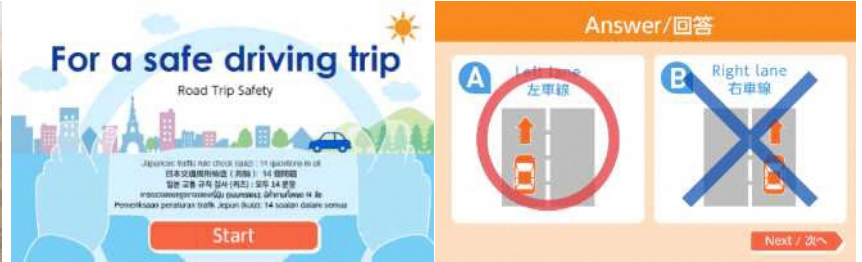 For a safe driving trip
Road Trip Safety
Japanese traffic rule check (quiz) : 14 questions in all
日本交通規則檢查(測驗): 14 個問題
일본 교통 규칙 검사 (퀴즈) : 모두 14 문항
Pemeriksaan peraturan trafik Jepun (kuiz): 14 soalan dalam semua
Start
Answer/回答
A
Left lane
左車線
B
Right lane
右車線
Next / 次へ